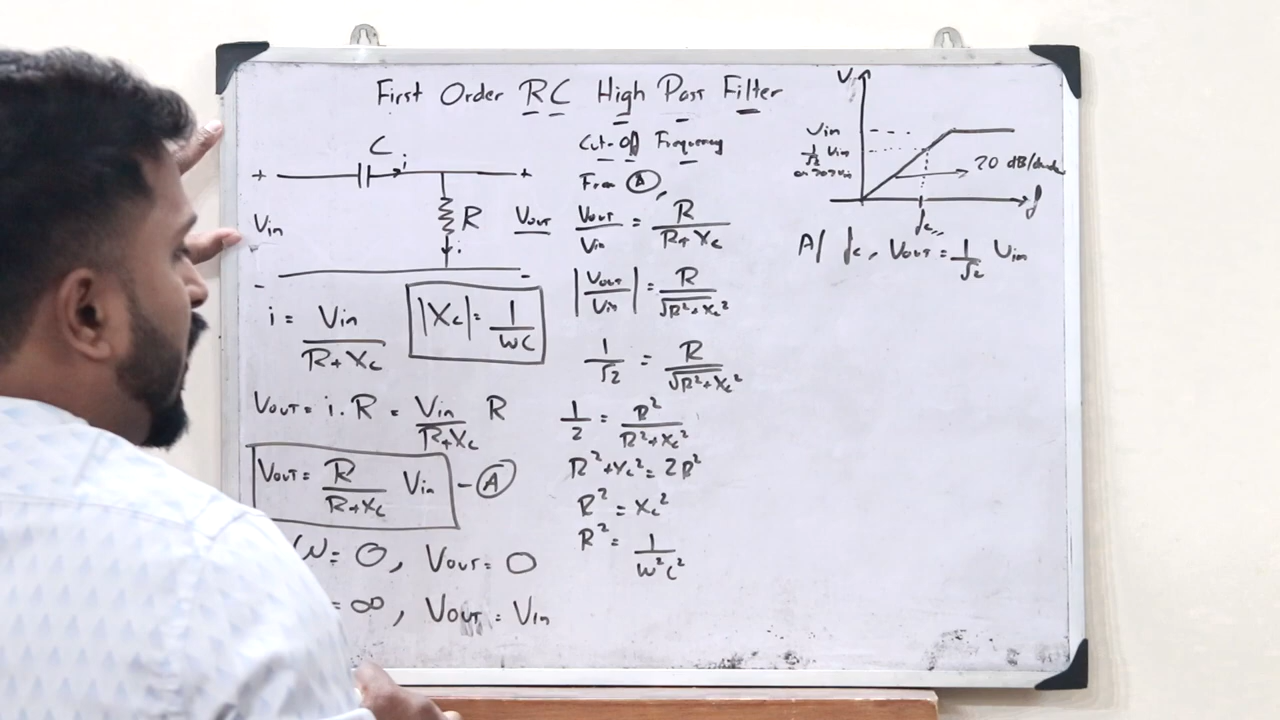 First Order RC High Pass Filter
C
i
+ +
Vin
R
Vout
i
- -
i = Vin / R+Xc
|Xc| = 1 / WC
Vout = i . R = Vin / R+Xc R
Vout = R / R+Xc Vin - A
W = 0, Vout = 0
= ∞, Vout = Vin
Cut-Off Frequency
From A,
Vout / Vin = R / R+Xc
|Vout / Vin| = R / √R²+Xc²
1 / √2 = R / √R²+Xc²
1 / 2 = R² / R²+Xc²
R²+Xc² = 2R²
R² = Xc²
R² = 1 / W²C²
V
Vin
1/√2 Vin
20 dB/
f
fc
At fc, Vout = 1/√2 Vin